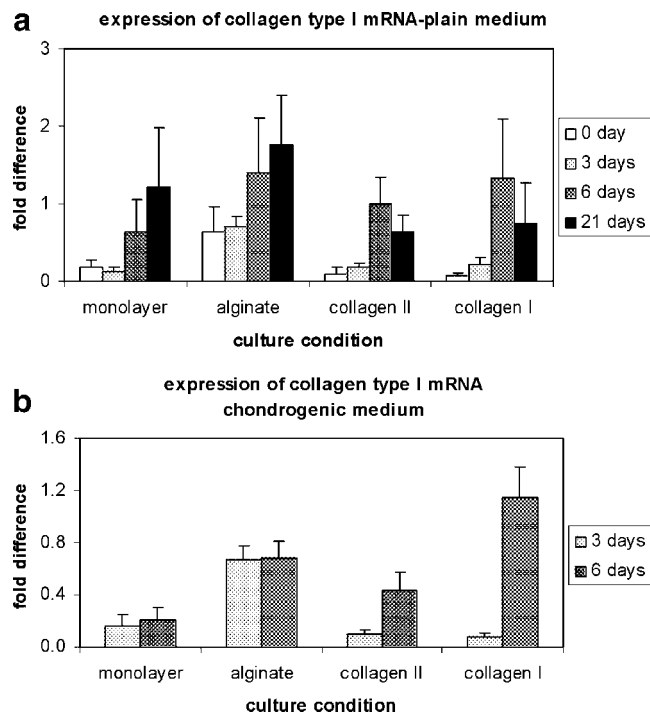 a
expression of collagen type I mRNA-plain medium
3
2
1
0
fold difference
monolayer alginate collagen II collagen I
culture condition
0 day
3 days
6 days
21 days
b
expression of collagen type I mRNA
chondrogenic medium
1.6
1.2
0.8
0.4
0.0
fold difference
monolayer alginate collagen II collagen I
culture condition
3 days
6 days